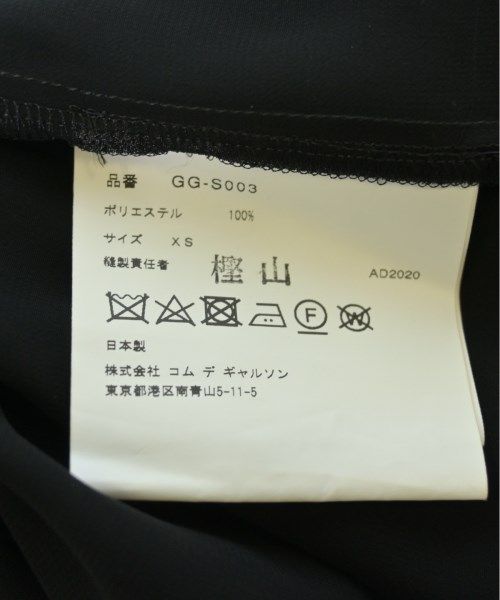 品番 GG-S003
ポリエステル 100%
サイズ XS
縫製責任者 樫山 AD2020
F W
日本製
株式会社 コム デ ギャルソン
東京都港区南青山5-11-5